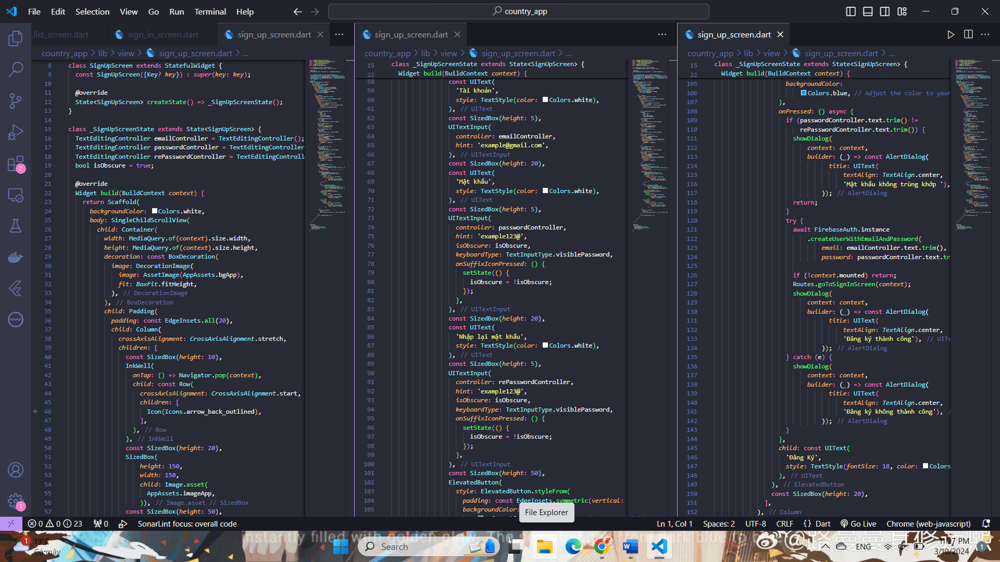 File Edit Selection View Go Run Terminal Help
country_app
list_screen.dart
sign_in_screen.dart
sign_up_screen.dart
country_app > lib > view > sign_up_screen.dart > ...
8 class SignUpScreen extends StatefulWidget {
9 const SignUpScreen({Key? key}) : super(key: key);
10
11 @override
12 State<SignUpScreen> createState() => _SignUpScreenState();
13 }
14
15 class _SignUpScreenState extends State<SignUpScreen> {
16 TextEditingController emailController = TextEditingController();
17 TextEditingController passwordController = TextEditingController
18 TextEditingController rePasswordController = TextEditingControll
19 bool isObscure = true;
20
21 @override
22 Widget build(BuildContext context) {
23 return Scaffold(
24 backgroundColor: Colors.white,
25 body: SingleChildScrollView(
26 child: Container(
27 width: MediaQuery.of(context).size.width,
28 height: MediaQuery.of(context).size.height,
29 decoration: const BoxDecoration(
30 image: DecorationImage(
31 image: AssetImage(AppAssets.bgApp),
32 fit: BoxFit.fitHeight,
33 ), // DecorationImage
34 ), // BoxDecoration
35 child: Padding(
36 padding: const EdgeInsets.all(20),
37 child: Column(
38 crossAxisAlignment: CrossAxisAlignment.stretch,
39 children: [
40 const SizedBox(height: 10),
41 InkWell(
42 onTap: () => Navigator.pop(context),
43 child: const Row(
44 crossAxisAlignment: CrossAxisAlignment.start,
45 children: [
46 Icon(Icons.arrow_back_outlined),
47 ],
48 ), // Row
49 ), // InkWell
50 const SizedBox(height: 20),
51 SizedBox(
52 height: 150,
53 width: 150,
54 child: Image.asset(
55 AppAssets.imageApp,
56 )), // Image.asset // SizedBox
57 const SizedBox(height: 50),
sign_up_screen.dart
country_app > lib > view > sign_up_screen.dart > ...
15 class _SignUpScreenState extends State<SignUpScreen> {
22 Widget build(BuildContext context) {
58 const UIText(
59 'Tài khoản',
60 style: TextStyle(color: Colors.white),
61 ), // UIText
62 const SizedBox(height: 5),
63 UITextInput(
64 controller: emailController,
65 hint: 'example@gmail.com',
66 ), // UITextInput
67 const SizedBox(height: 20),
68 const UIText(
69 'Mật khẩu',
70 style: TextStyle(color: Colors.white),
71 ), // UIText
72 const SizedBox(height: 5),
73 UITextInput(
74 controller: passwordController,
75 hint: 'example123@',
76 isObscure: isObscure,
77 keyboardType: TextInputType.visiblePassword,
78 onSuffixIconPressed: () {
79 setState(() {
80 isObscure = !isObscure;
81 });
82 },
83 ), // UITextInput
84 const SizedBox(height: 20),
85 const UIText(
86 'Nhập lại mật khẩu',
87 style: TextStyle(color: Colors.white),
88 ), // UIText
89 const SizedBox(height: 5),
90 UITextInput(
91 controller: rePasswordController,
92 hint: 'example123@',
93 isObscure: isObscure,
94 keyboardType: TextInputType.visiblePassword,
95 onSuffixIconPressed: () {
96 setState(() {
97 isObscure = !isObscure;
98 });
99 },
100 ), // UITextInput
101 const SizedBox(height: 50),
102 ElevatedButton(
103 style: ElevatedButton.styleFrom(
104 padding: const EdgeInsets.symmetric(vertical:
105 backgroundColor:
File Explorer
sign_up_screen.dart
country_app > lib > view > sign_up_screen.dart > ...
15 class _SignUpScreenState extends State<SignUpScreen> {
22 Widget build(BuildContext context) {
105 backgroundColor:
106 Colors.blue, // Adjust the color to your
107 ),
108 onPressed: () async {
109 if (passwordController.text.trim() !=
110 rePasswordController.text.trim()) {
111 showDialog(
112 context: context,
113 builder: (_) => const AlertDialog(
114 title: UIText(
115 textAlign: TextAlign.center,
116 'Mật khẩu không trùng khớp '),
117 )); // AlertDialog
118 return;
119 }
120 try {
121 await FirebaseAuth.instance
122 .createUserWithEmailAndPassword(
123 email: emailController.text.trim(),
124 password: passwordController.text.tr
125
126 if (!context.mounted) return;
127 Routes.goToSignInScreen(context);
128 showDialog(
129 context: context,
130 builder: (_) => const AlertDialog(
131 title: UIText(
132 textAlign: TextAlign.center,
133 'Đăng ký thành công'), // UITe
134 )); // AlertDialog
135 } catch (e) {
136 showDialog(
137 context: context,
138 builder: (_) => const AlertDialog(
139 title: UIText(
140 textAlign: TextAlign.center,
141 'Đăng ký không thành công'), /
142 )); // AlertDialog
143 }
144 },
145 child: const UIText(
146 'Đăng Ký',
147 style: TextStyle(fontSize: 18, color: Colors
148 ), // UIText
149 ), // ElevatedButton
150 const SizedBox(height: 20),
151 ],
152 ), // Column
2
1
0 0 23 0 SonarLint focus: overall code Ln 1, Col 1 Spaces: 2 UTF-8 CRLF {} Dart Go Live Chrome (web-javascript)
instantly filled with golden glow
1 19°C
Có mây
Search
ENG
11:27 PM
3/10/2024
1